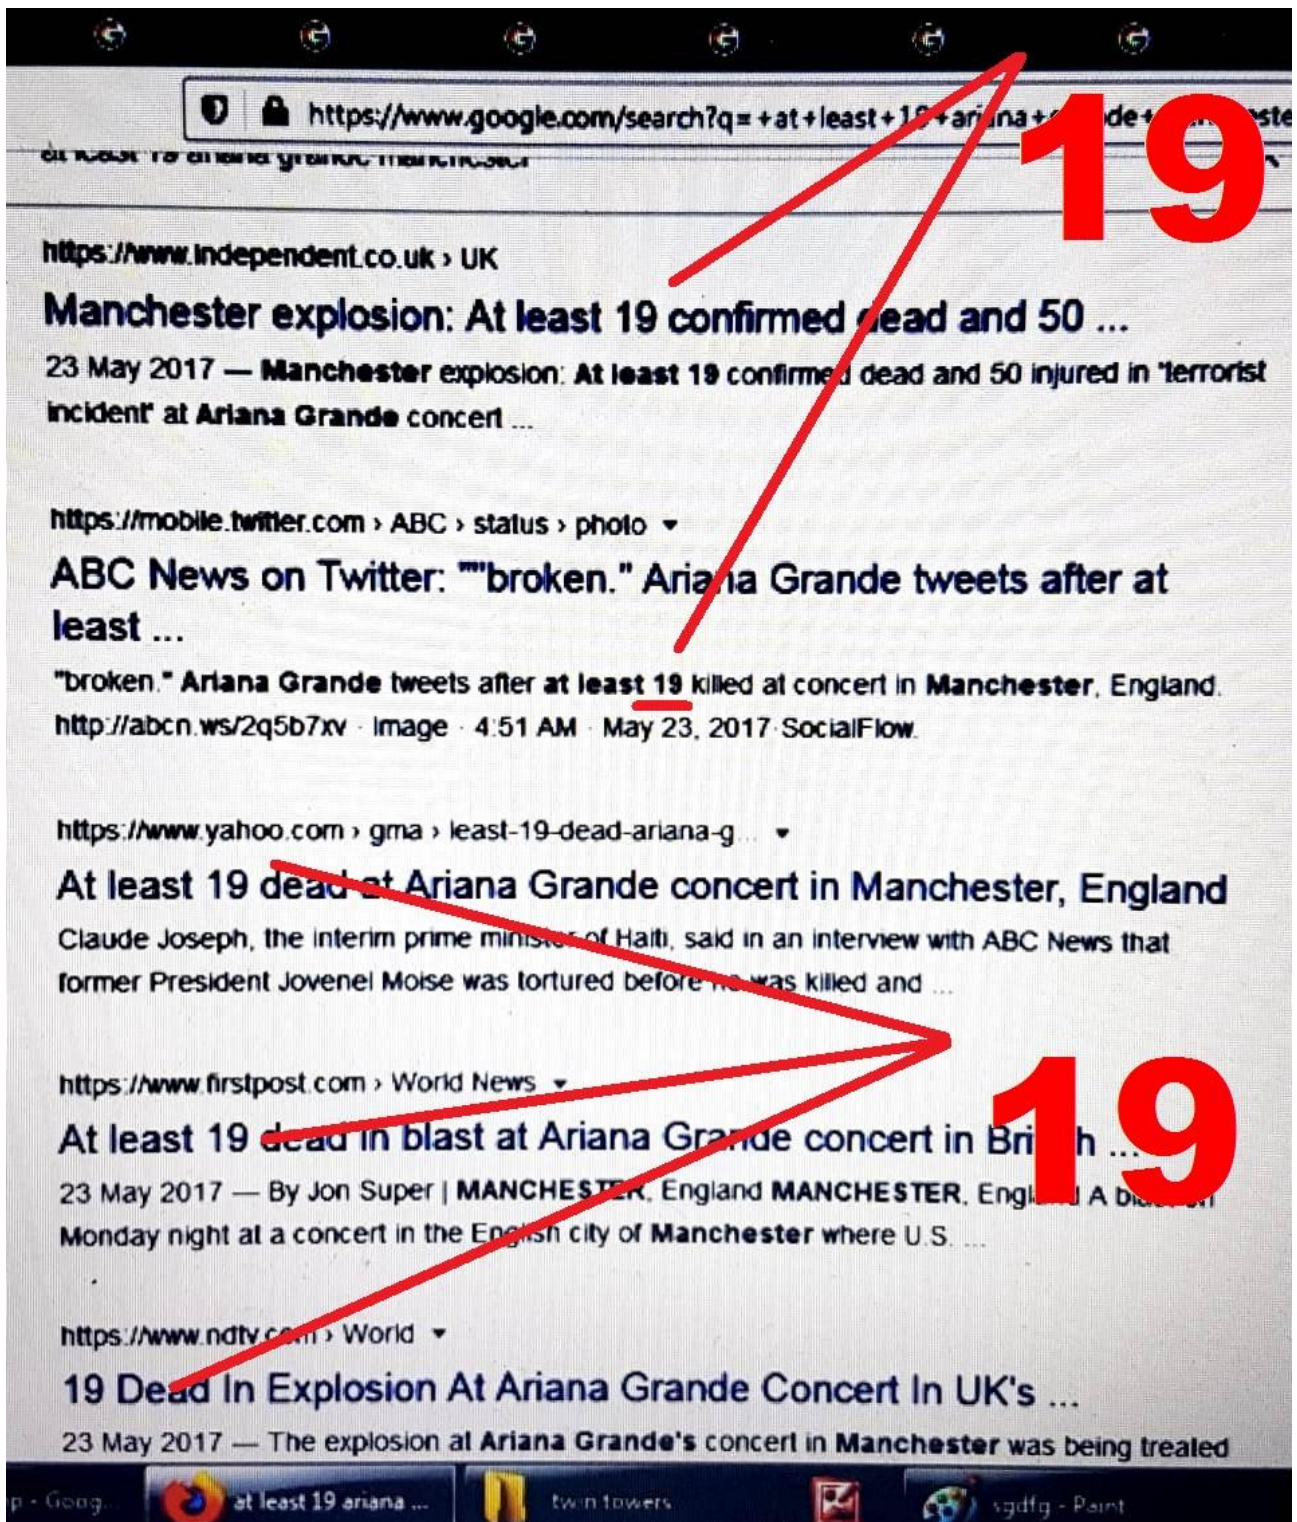 https://www.google.com/search?q=+at+least+19+ariana+
19
at least 19 ariana grande manchester
https://www.independent.co.uk › UK
Manchester explosion: At least 19 confirmed dead and 50 ...
23 May 2017 — Manchester explosion: At least 19 confirmed dead and 50 injured in 'terrorist
incident' at Ariana Grande concert ...
https://mobile.twitter.com › ABC › status › photo
ABC News on Twitter: ""broken." Ariana Grande tweets after at
least ...
"broken." Ariana Grande tweets after at least 19 killed at concert in Manchester, England.
http://abcn.ws/2q5b7xv · Image · 4:51 AM · May 23, 2017·SocialFlow.
https://www.yahoo.com › gma › least-19-dead-ariana-g...
At least 19 dead at Ariana Grande concert in Manchester, England
Claude Joseph, the interim prime minister of Haiti, said in an interview with ABC News that
former President Jovenel Moise was tortured before he was killed and ...
19
https://www.firstpost.com › World News
At least 19 dead in blast at Ariana Grande concert in British ...
23 May 2017 — By Jon Super | MANCHESTER, England MANCHESTER, England A blast on
Monday night at a concert in the English city of Manchester where U.S. ...
https://www.ndtv.com › World
19 Dead In Explosion At Ariana Grande Concert In UK's ...
23 May 2017 — The explosion at Ariana Grande's concert in Manchester was being treated
p - Goog...
at least 19 ariana ...
twin towers
sgdfg - Paint